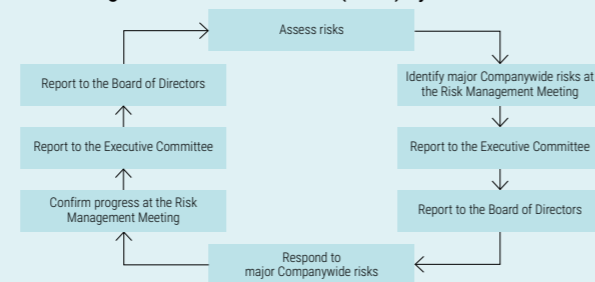 Assess risks
Identify major Companywide risks at
the Risk Management Meeting
Report to the Executive Committee
Report to the Board of Directors
Respond to
major Companywide risks
Confirm progress at the Risk
Management Meeting
Report to the Executive Committee
Report to the Board of Directors